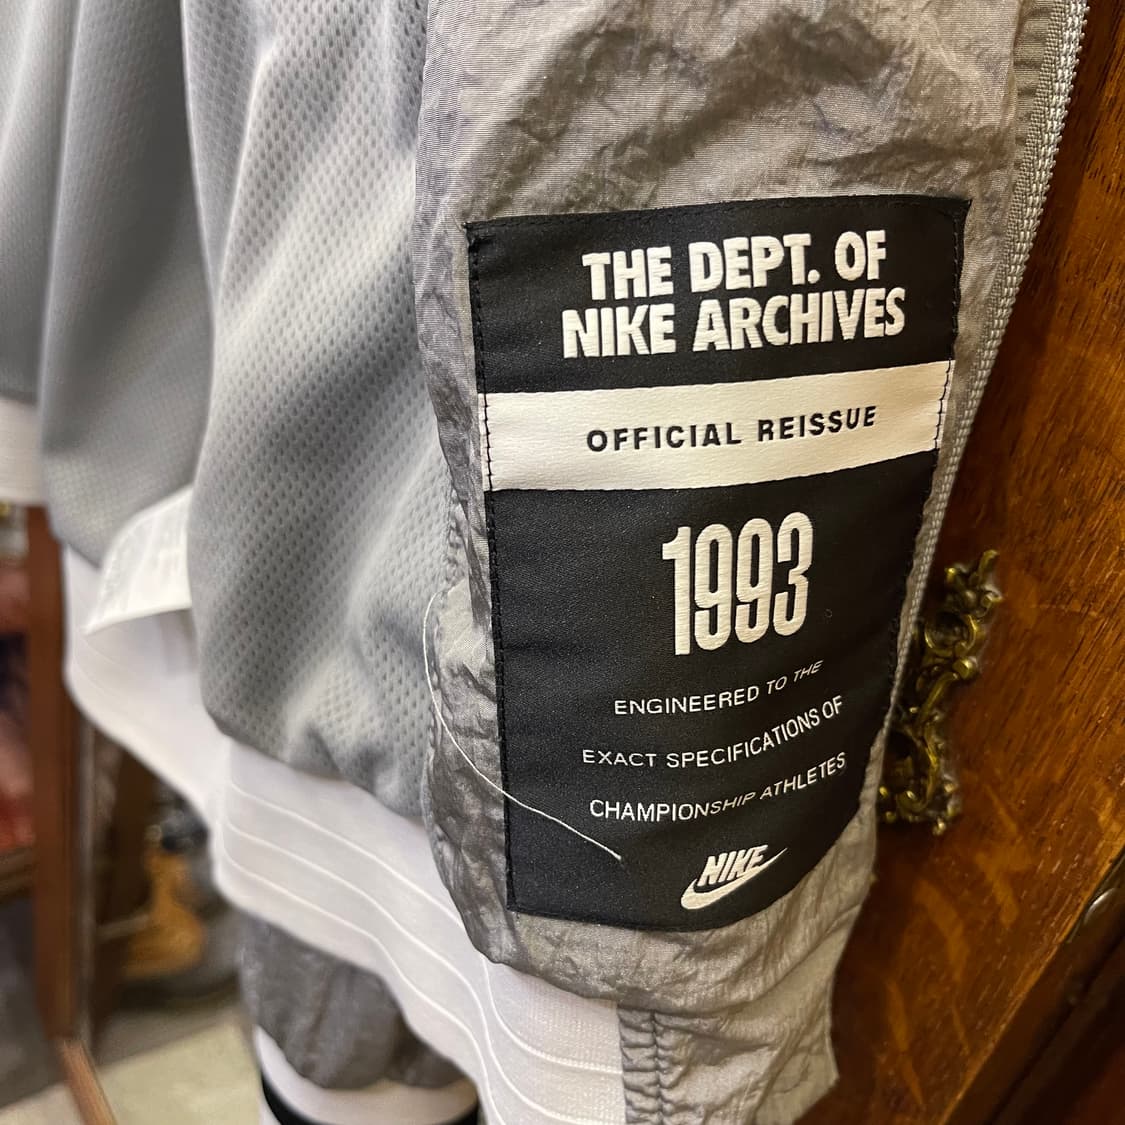 THE DEPT. OF
NIKE ARCHIVES
OFFICIAL REISSUE
1993
ENGINEERED TO THE
EXACT SPECIFICATIONS OF
CHAMPIONSHIP ATHLETES
NIKE